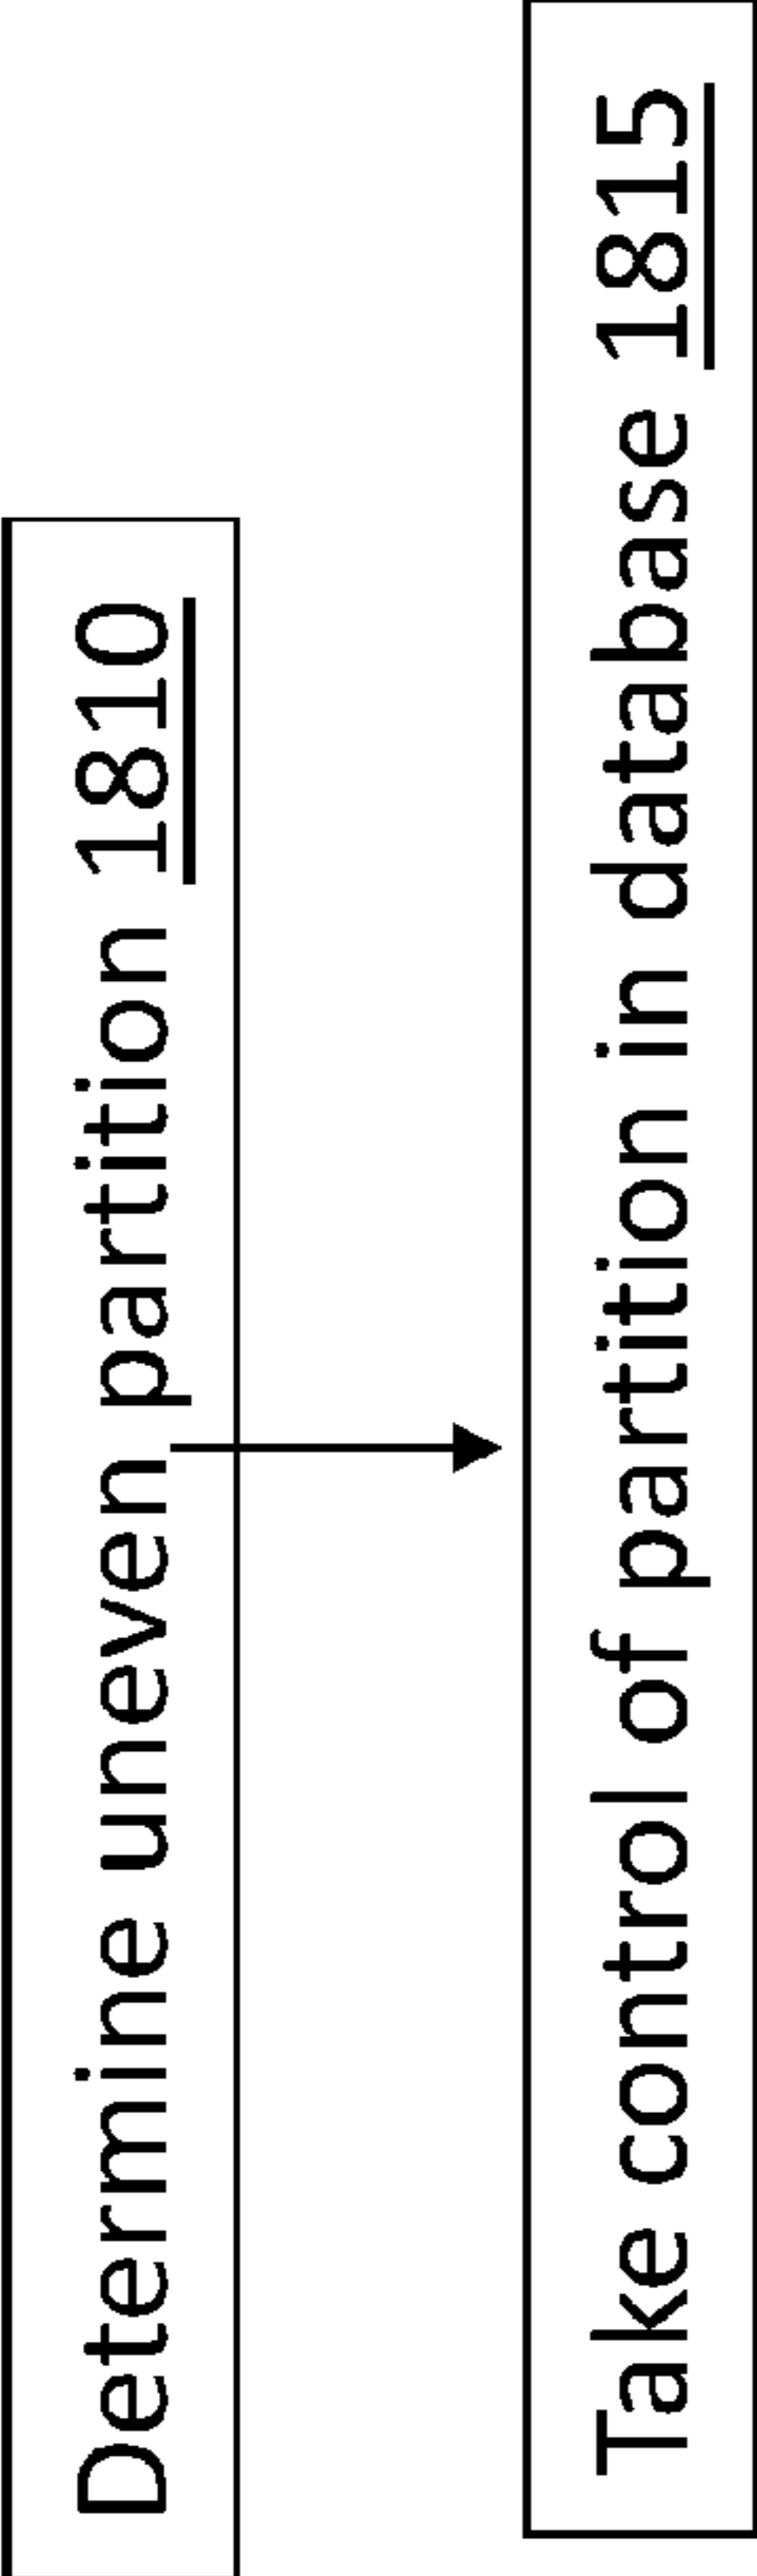 Determine uneven partition 1810
Take control of partition in database 1815